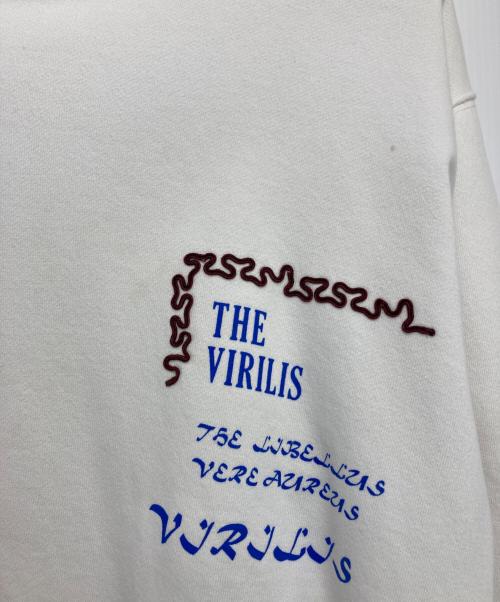 THE
VIRILIS
THE LIBELLUS
VERE AUREUS
VIRILIS